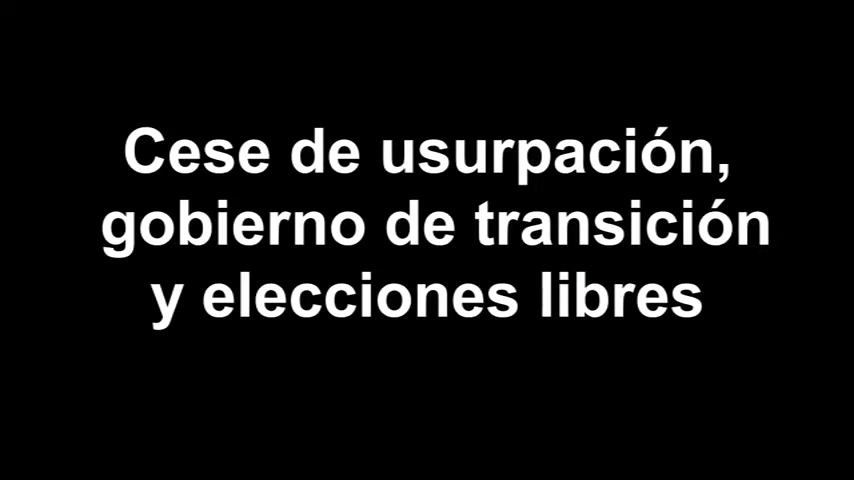 Cese de usurpación,
gobierno de transición
y elecciones libres